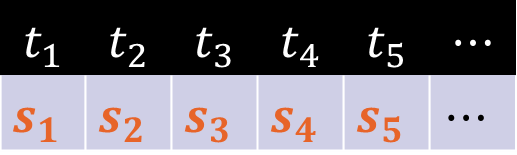 t₁ t₂ t₃ t₄ t₅ ⋯
s₁ s₂ s₃ s₄ s₅ ⋯